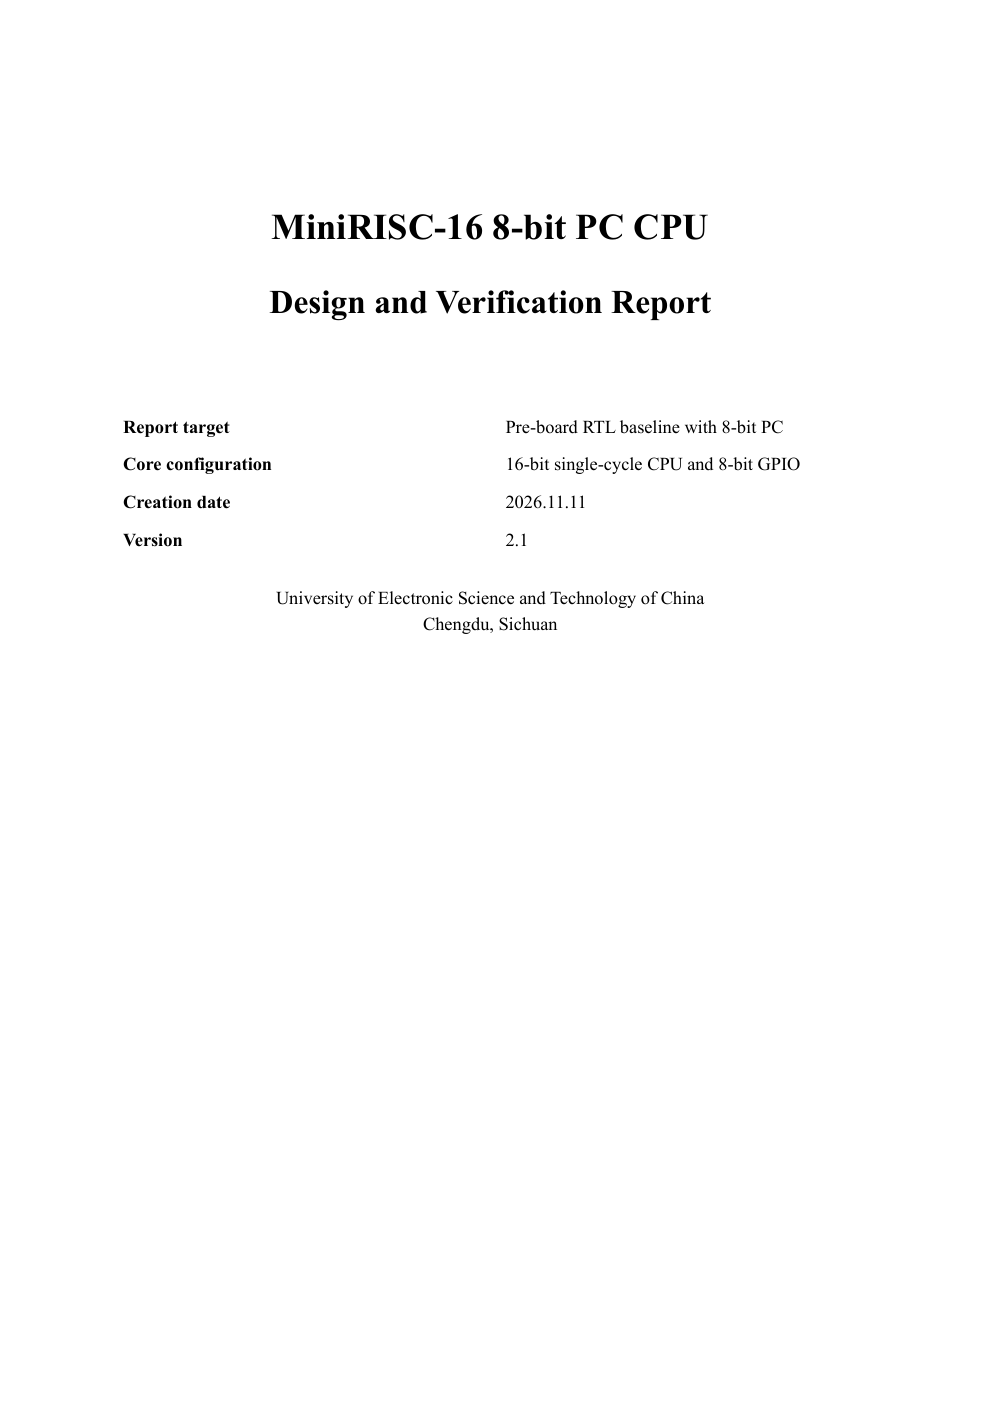 MiniRISC-16 8-bit PC CPU
Design and Verification Report
Report target Pre-board RTL baseline with 8-bit PC
Core configuration 16-bit single-cycle CPU and 8-bit GPIO
Creation date 2026.11.11
Version 2.1
University of Electronic Science and Technology of China
Chengdu, Sichuan